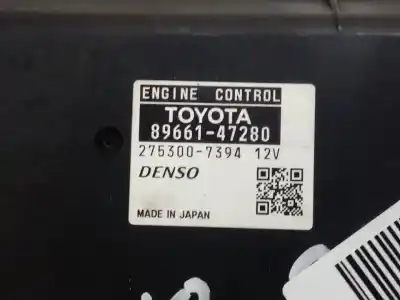 ENGINE CONTROL
TOYOTA
89661-47280
275300-7394 12V
DENSO
MADE IN JAPAN